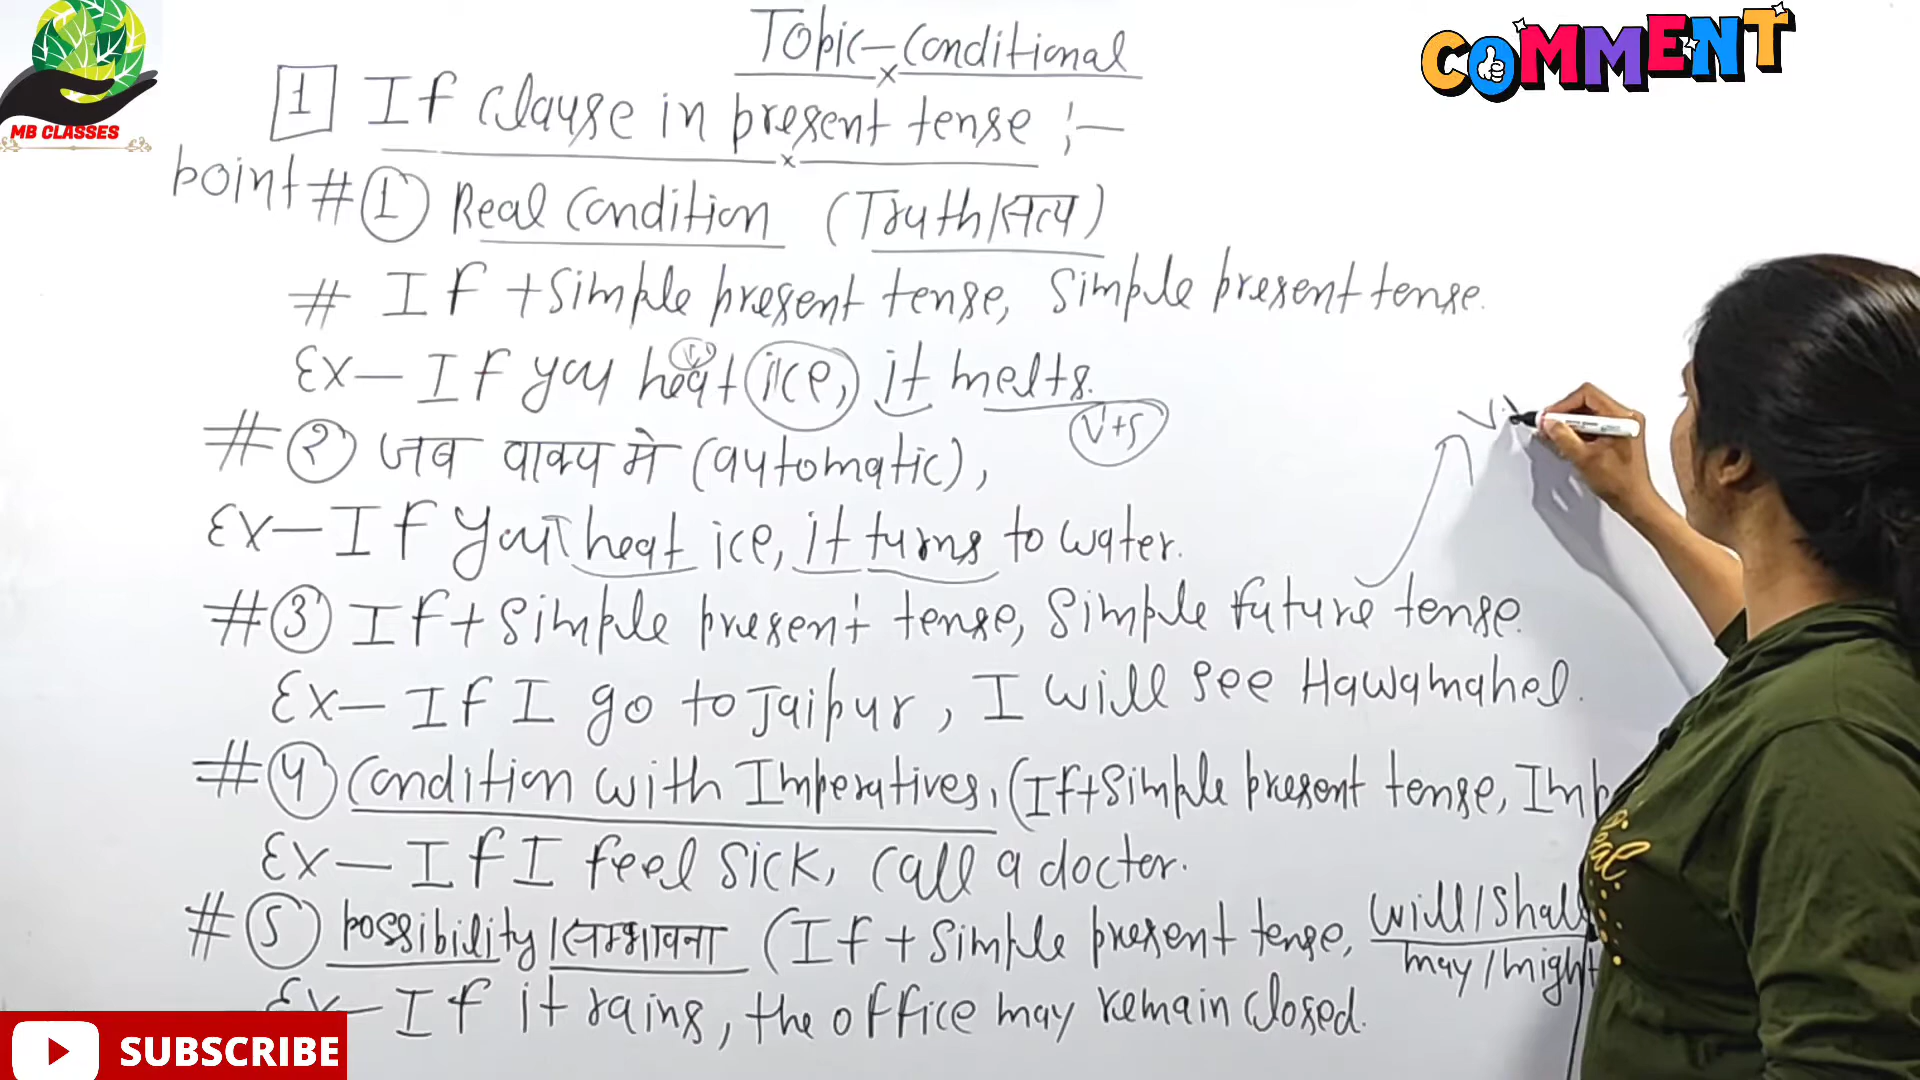 Topic-Conditional
COMMENT
MB CLASSES
1 If clause in present tense :-
point # 1 Real Condition (Truth/सत्य)
# If + Simple present tense, Simple present tense.
Ex- If you heat ice, it melts.
V+s
# 2 जब वाक्य मे (automatic),
Ex- If you heat ice, it turns to water.
# 3 If + Simple present tense, Simple future tense.
Ex- If I go to Jaipur, I will see Hawamahel.
# 4 Condition with Imperatives, (If+Simple present tense, Imp
Ex- If I feel sick, call a doctor.
# 5 possibility/सम्भावना (If + Simple present tense, will/shall
may/might
Ex- If it rains, the office may remain closed.
SUBSCRIBE